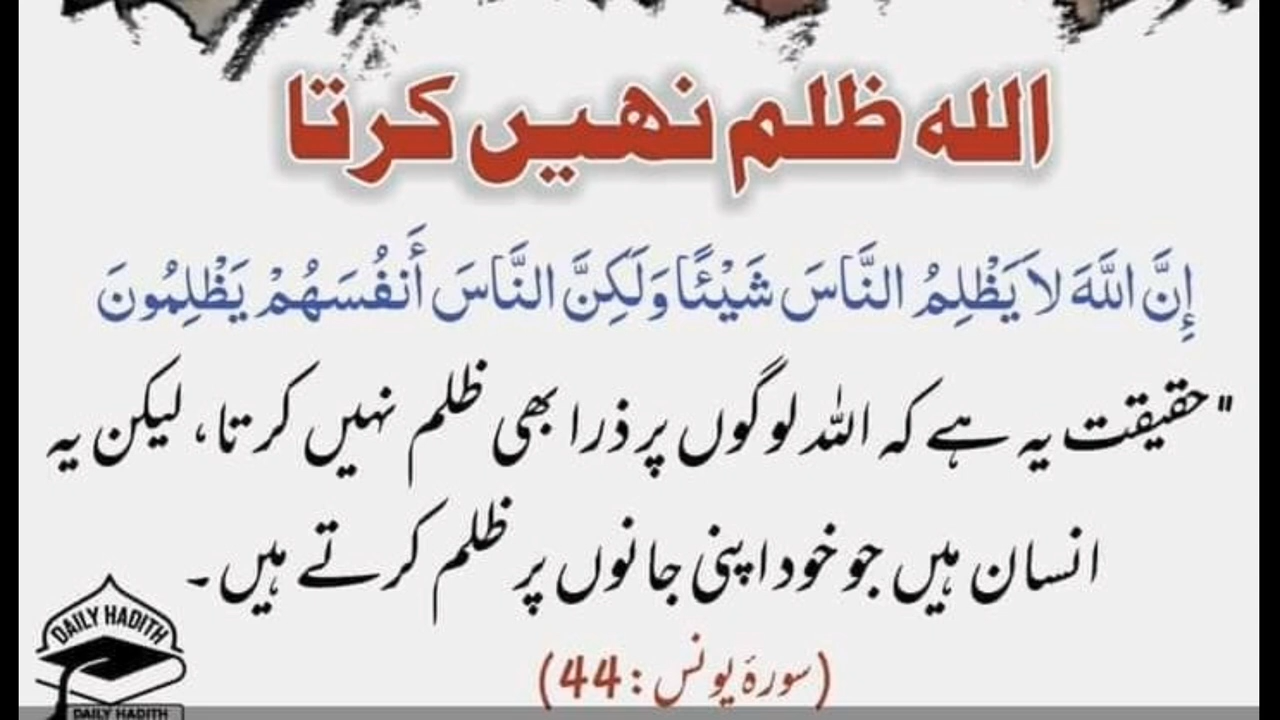 الله ظلم نہیں کرتا
إِنَّ اللَّهَ لاَ يَظْلِمُ النَّاسَ شَيْئًا وَلَكِنَّ النَّاسَ أَنفُسَهُمْ يَظْلِمُونَ
"حقیقت یہ ہے کہ اللہ لوگوں پر ذرا بھی ظلم نہیں کرتا، لیکن یہ
انسان ہیں جو خود اپنی جانوں پر ظلم کرتے ہیں۔
(سورۂ یونس : 44)
DAILY HADITH
DAILY HADITH